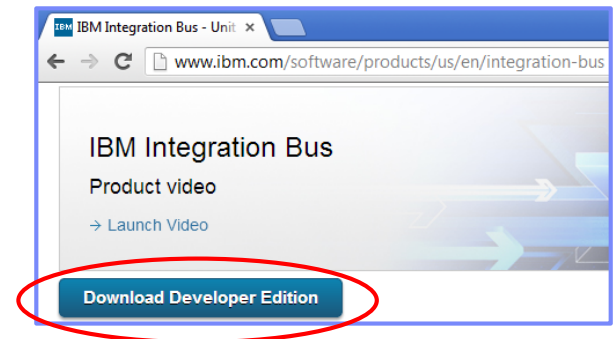 IBM IBM Integration Bus - Unit ×
www.ibm.com/software/products/us/en/integration-bus
IBM Integration Bus
Product video
→ Launch Video
Download Developer Edition